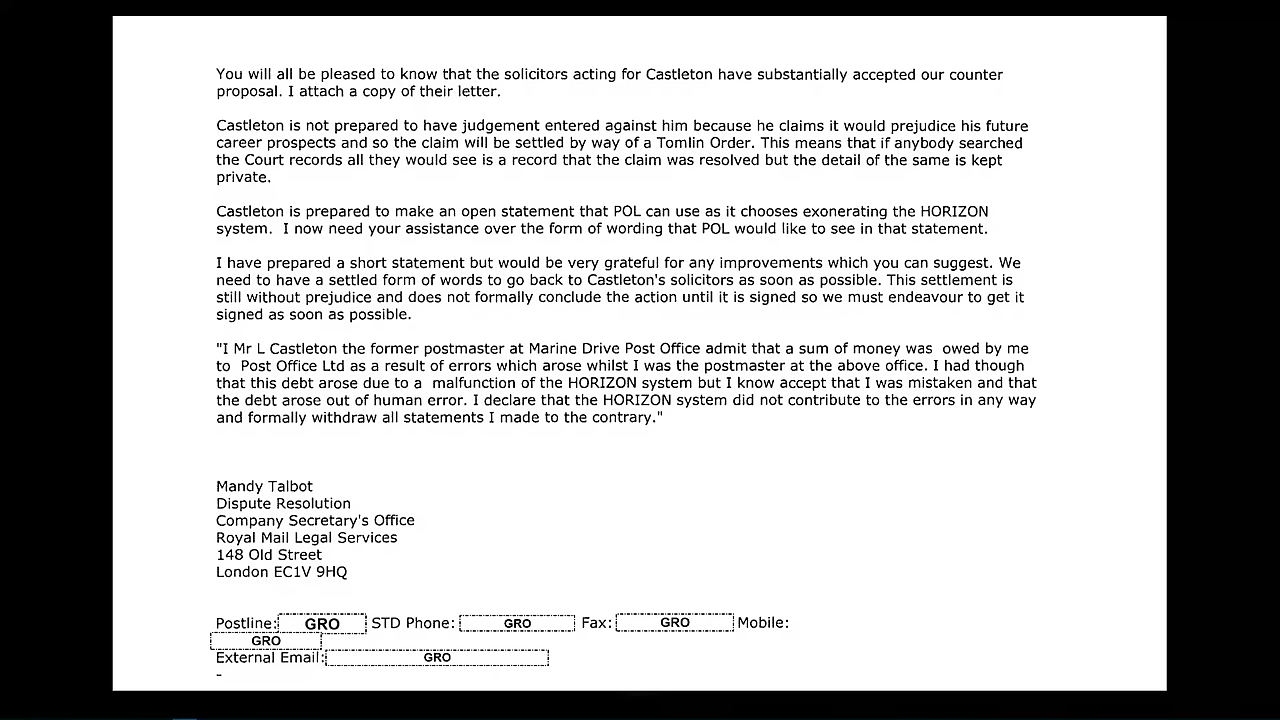 You will all be pleased to know that the solicitors acting for Castleton have substantially accepted our counter
proposal. I attach a copy of their letter.
Castleton is not prepared to have judgement entered against him because he claims it would prejudice his future
career prospects and so the claim will be settled by way of a Tomlin Order. This means that if anybody searched
the Court records all they would see is a record that the claim was resolved but the detail of the same is kept
private.
Castleton is prepared to make an open statement that POL can use as it chooses exonerating the HORIZON
system.  I now need your assistance over the form of wording that POL would like to see in that statement.
I have prepared a short statement but would be very grateful for any improvements which you can suggest. We
need to have a settled form of words to go back to Castleton's solicitors as soon as possible. This settlement is
still without prejudice and does not formally conclude the action until it is signed so we must endeavour to get it
signed as soon as possible.
"I Mr L Castleton the former postmaster at Marine Drive Post Office admit that a sum of money was  owed by me
to  Post Office Ltd as a result of errors which arose whilst I was the postmaster at the above office. I had though
that this debt arose due to a  malfunction of the HORIZON system but I know accept that I was mistaken and that
the debt arose out of human error. I declare that the HORIZON system did not contribute to the errors in any way
and formally withdraw all statements I made to the contrary."
Mandy Talbot
Dispute Resolution
Company Secretary's Office
Royal Mail Legal Services
148 Old Street
London EC1V 9HQ
Postline: GRO STD Phone: GRO Fax: GRO Mobile:
GRO
External Email: GRO
-